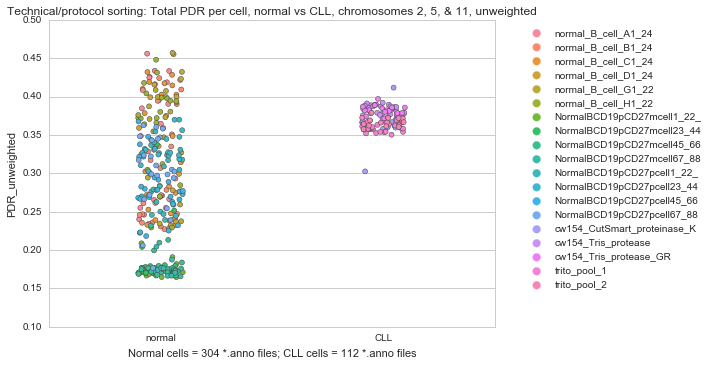 Technical/protocol sorting: Total PDR per cell, normal vs CLL, chromosomes 2, 5, & 11, unweighted
0.50
0.45
0.40
0.35
0.30
0.25
0.20
0.15
0.10
PDR_unweighted
normal
CLL
Normal cells = 304 *.anno files; CLL cells = 112 *.anno files
normal_B_cell_A1_24
normal_B_cell_B1_24
normal_B_cell_C1_24
normal_B_cell_D1_24
normal_B_cell_G1_22
normal_B_cell_H1_22
NormalBCD19pCD27mcell1_22_
NormalBCD19pCD27mcell23_44
NormalBCD19pCD27mcell45_66
NormalBCD19pCD27mcell67_88
NormalBCD19pCD27pcell1_22_
NormalBCD19pCD27pcell23_44
NormalBCD19pCD27pcell45_66
NormalBCD19pCD27pcell67_88
cw154_CutSmart_proteinase_K
cw154_Tris_protease
cw154_Tris_protease_GR
trito_pool_1
trito_pool_2